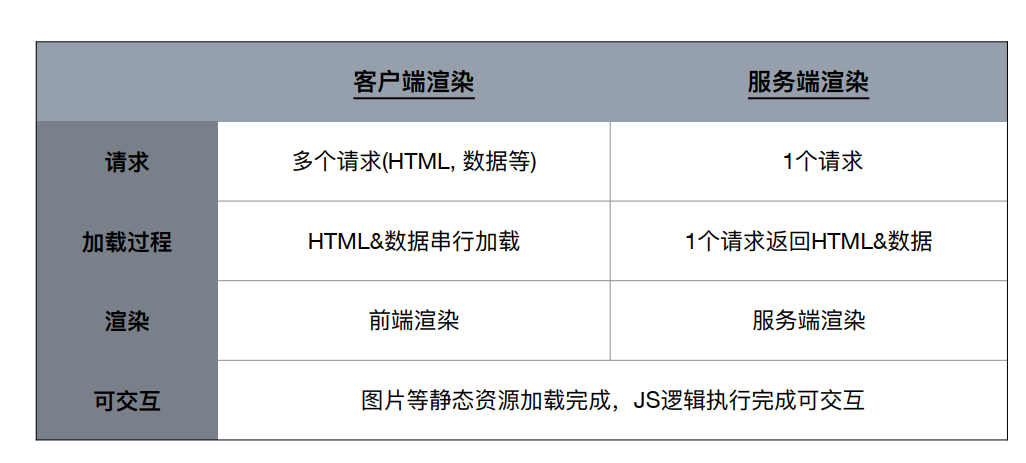 客户端渲染 服务端渲染
请求 多个请求(HTML, 数据等) 1个请求
加载过程 HTML&数据串行加载 1个请求返回HTML&数据
渲染 前端渲染 服务端渲染
可交互 图片等静态资源加载完成，JS逻辑执行完成可交互